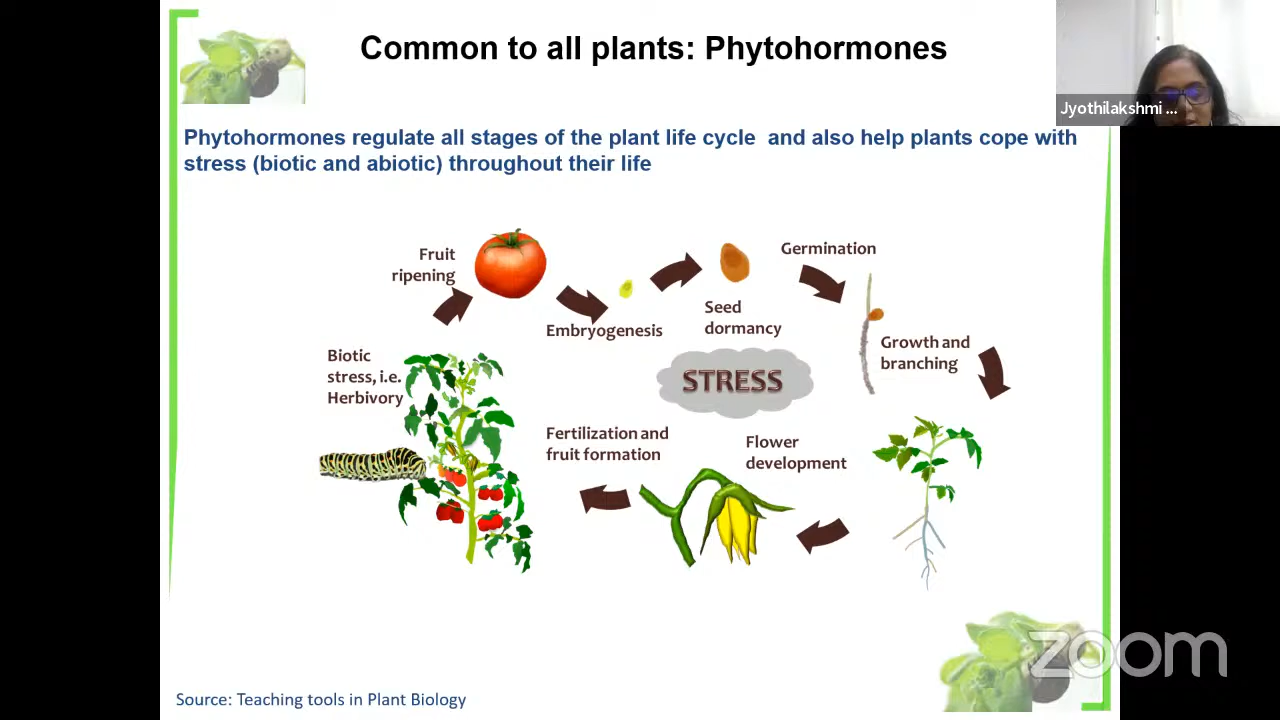 Common to all plants: Phytohormones
Jyothilakshmi ...
Phytohormones regulate all stages of the plant life cycle and also help plants cope with
stress (biotic and abiotic) throughout their life
Fruit
ripening
Embryogenesis
Seed
dormancy
Germination
Growth and
branching
Biotic
stress, i.e.
Herbivory
STRESS
Fertilization and
fruit formation
Flower
development
zoom
Source: Teaching tools in Plant Biology